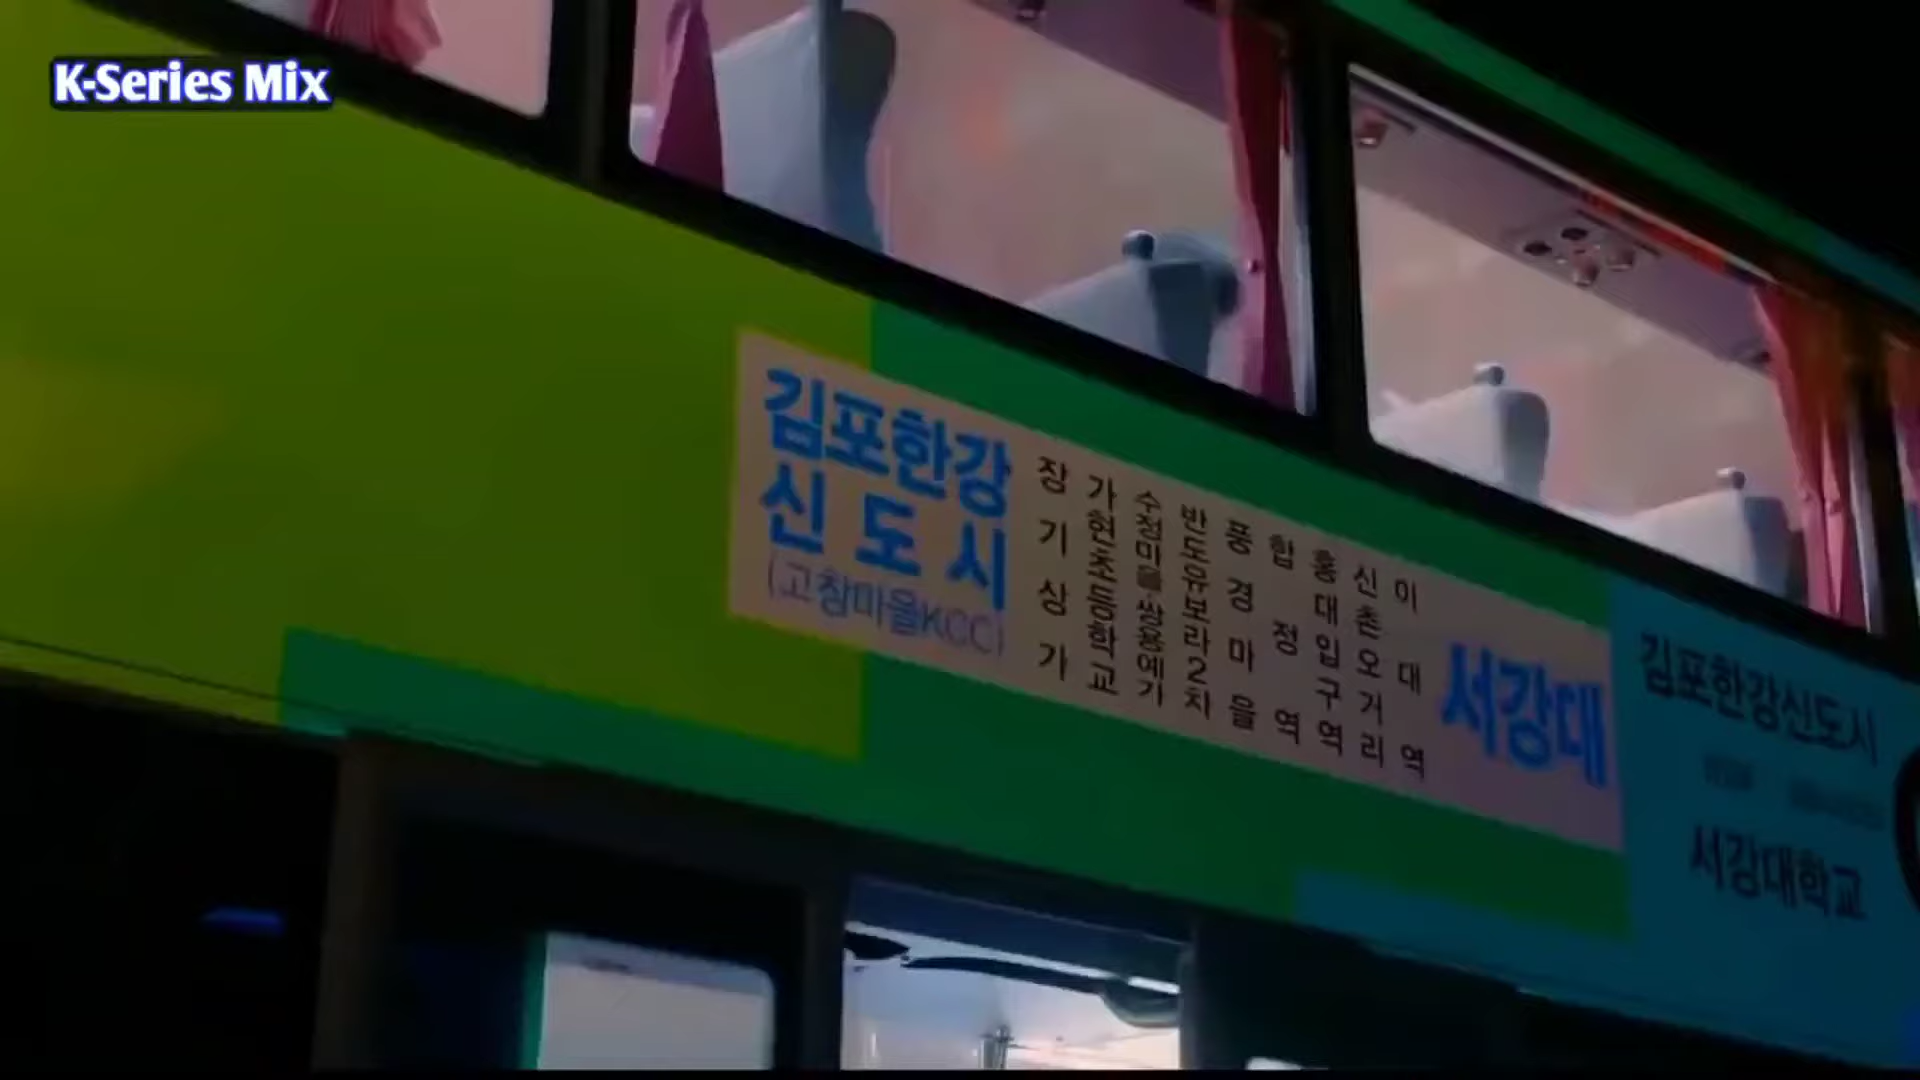 K-Series Mix
김포한강
신도시
(고창마을KCC)
장기상가
가현초등학교
수정마을쌍용예가
반도유보라2차
풍경마을
합정역
홍대입구역
신촌오거리
이대역
서강대
김포한강신도시
서강대학교